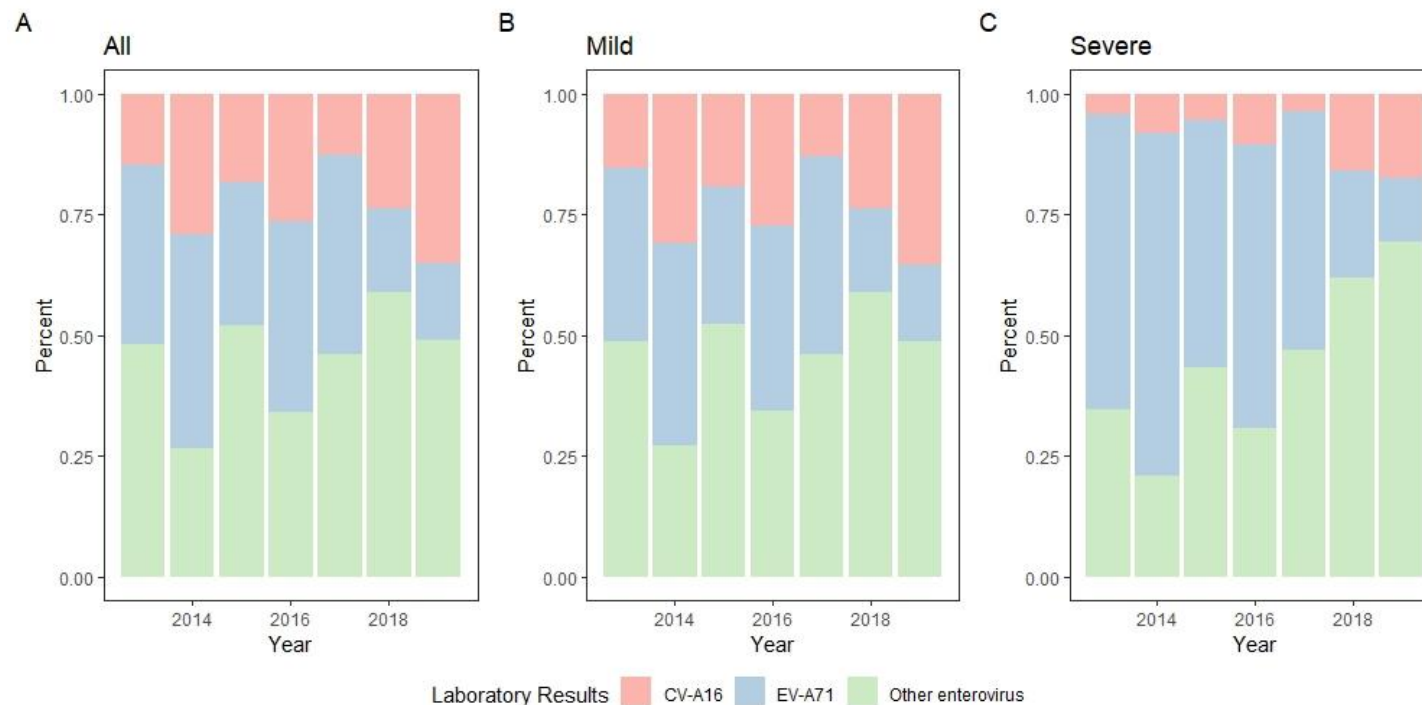 A
All
1.00
0.75
0.50
0.25
0.00
Percent
2014 2016 2018
Year
B
Mild
1.00
0.75
0.50
0.25
0.00
Percent
2014 2016 2018
Year
C
Severe
1.00
0.75
0.50
0.25
0.00
Percent
2014 2016 2018
Year
Laboratory Results CV-A16 EV-A71 Other enterovirus